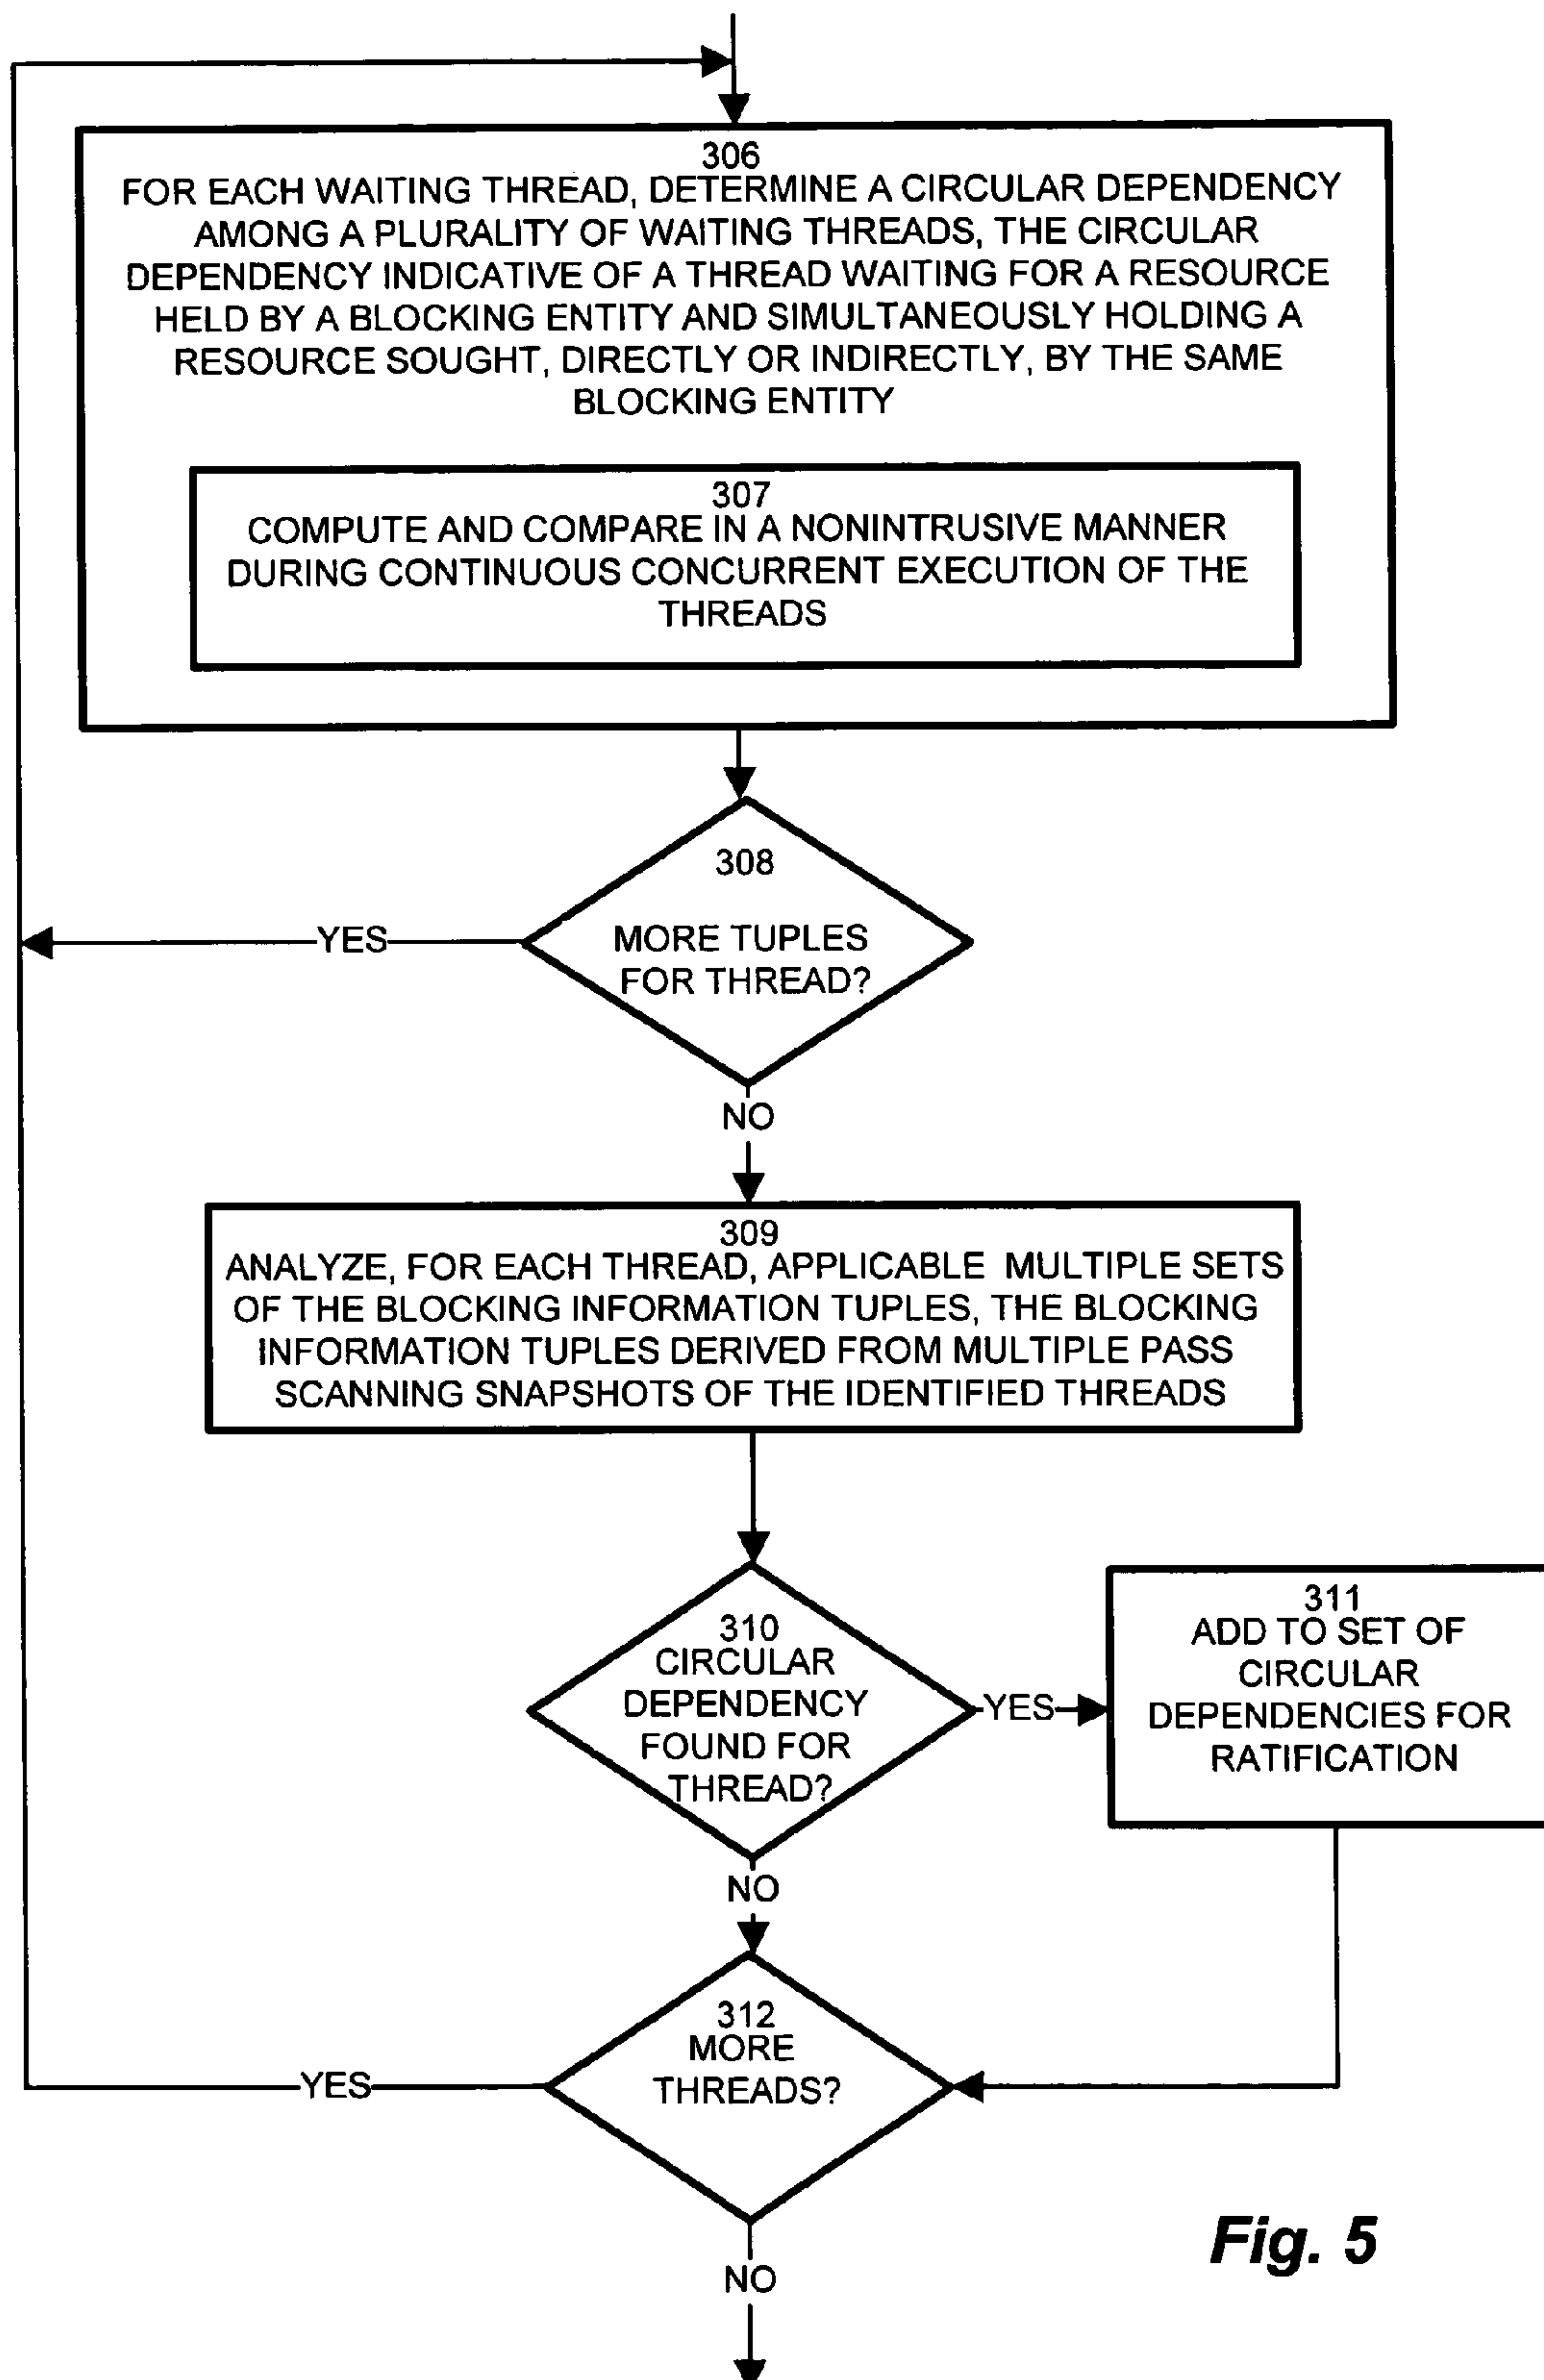 306
FOR EACH WAITING THREAD, DETERMINE A CIRCULAR DEPENDENCY
AMONG A PLURALITY OF WAITING THREADS, THE CIRCULAR
DEPENDENCY INDICATIVE OF A THREAD WAITING FOR A RESOURCE
HELD BY A BLOCKING ENTITY AND SIMULTANEOUSLY HOLDING A
RESOURCE SOUGHT, DIRECTLY OR INDIRECTLY, BY THE SAME
BLOCKING ENTITY
307
COMPUTE AND COMPARE IN A NONINTRUSIVE MANNER
DURING CONTINUOUS CONCURRENT EXECUTION OF THE
THREADS
308
MORE TUPLES
FOR THREAD?
YES
NO
309
ANALYZE, FOR EACH THREAD, APPLICABLE MULTIPLE SETS
OF THE BLOCKING INFORMATION TUPLES, THE BLOCKING
INFORMATION TUPLES DERIVED FROM MULTIPLE PASS
SCANNING SNAPSHOTS OF THE IDENTIFIED THREADS
310
CIRCULAR
DEPENDENCY
FOUND FOR
THREAD?
YES
311
ADD TO SET OF
CIRCULAR
DEPENDENCIES FOR
RATIFICATION
NO
312
MORE
THREADS?
YES
NO
Fig. 5